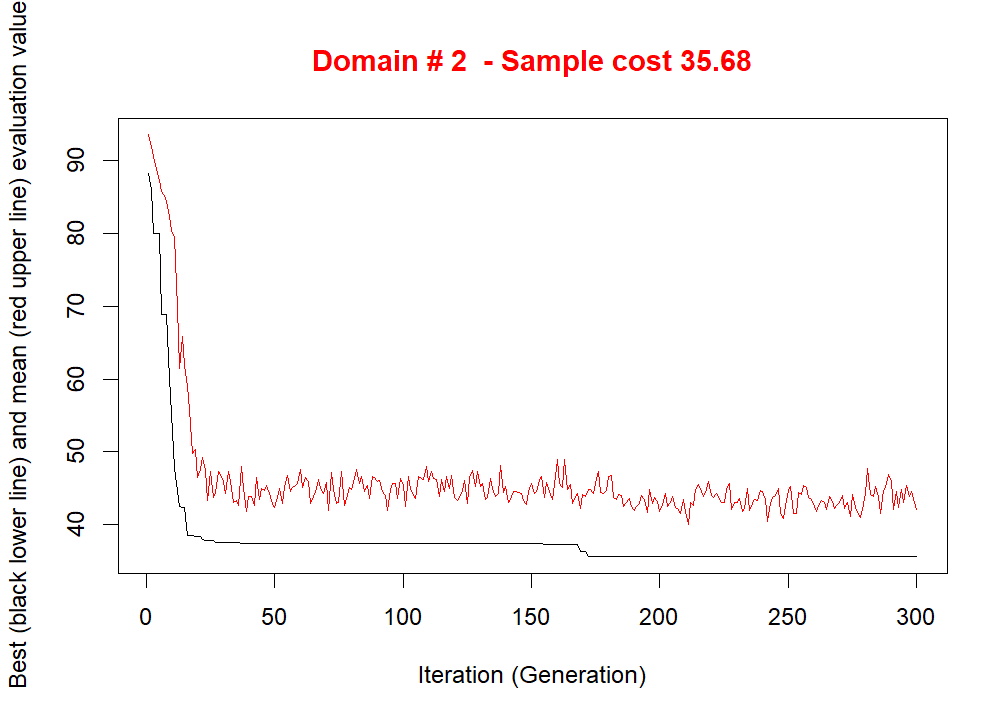 Domain # 2  - Sample cost 35.68
Best (black lower line) and mean (red upper line) evaluation value
90
80
70
60
50
40
0 50 100 150 200 250 300
Iteration (Generation)